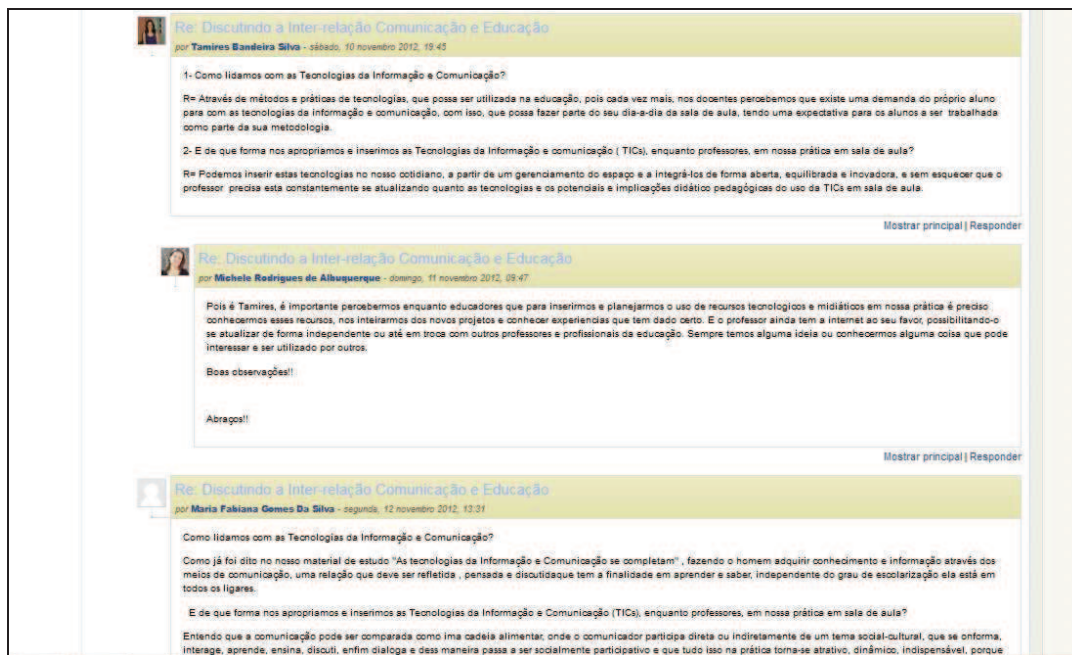 Re: Discutindo a Inter-relação Comunicação e Educação
por Tamires Bandeira Silva - sábado, 10 novembro 2012, 19:45
1- Como lidamos com as Tecnologias da Informação e Comunicação?
R= Através de métodos e práticas de tecnologias, que possa ser utilizada na educação, pois cada vez mais, nos docentes percebemos que existe uma demanda do próprio aluno
para com as tecnologias da informação e comunicação, com isso, que possa fazer parte do seu dia-a-dia da sala de aula, tendo uma expectativa para os alunos a ser trabalhada
como parte da sua metodologia.
2- E de que forma nos apropriamos e inserimos as Tecnologias da Informação e comunicação ( TICs), enquanto professores, em nossa prática em sala de aula?
R= Podemos inserir estas tecnologias no nosso cotidiano, a partir de um gerenciamento do espaço e a integrá-los de forma aberta, equilibrada e inovadora, e sem esquecer que o
professor precisa esta constantemente se atualizando quanto as tecnologias e os potenciais e implicações didático pedagógicas do uso da TICs em sala de aula.
Mostrar principal | Responder
Re: Discutindo a Inter-relação Comunicação e Educação
por Michele Rodrigues de Albuquerque - domingo, 11 novembro 2012, 09:47
Pois é Tamires, é importante percebermos enquanto educadores que para inserirmos e planejarmos o uso de recursos tecnologicos e midiáticos em nossa prática é preciso
conhecermos esses recursos, nos inteirarmos dos novos projetos e conhecer experiencias que tem dado certo. E o professor ainda tem a internet ao seu favor, possibilitando-o
se atualizar de forma independente ou até em troca com outros professores e profissionais da educação. Sempre temos alguma ideia ou conhecermos alguma coisa que pode
interessar e ser utilizado por outros.
Boas observações!!
Abraços!!
Mostrar principal | Responder
Re: Discutindo a Inter-relação Comunicação e Educação
por Maria Fabiana Gomes Da Silva - segunda, 12 novembro 2012, 13:31
Como lidamos com as Tecnologias da Informação e Comunicação?
Como já foi dito no nosso material de estudo "As tecnologias da Informação e Comunicação se completam" , fazendo o homem adquirir conhecimento e informação através dos
meios de comunicação, uma relação que deve ser refletida , pensada e discutidaque tem a finalidade em aprender e saber, independente do grau de escolarização ela está em
todos os ligares.
E de que forma nos apropriamos e inserimos as Tecnologias da Informação e Comunicação (TICs), enquanto professores, em nossa prática em sala de aula?
Entendo que a comunicação pode ser comparada como ima cadeia alimentar, onde o comunicador participa direta ou indiretamente de um tema social-cultural, que se onforma,
interage, aprende, ensina, discuti, enfim dialoga e dess maneira passa a ser socialmente participativo e que tudo isso na prática torna-se atrativo, dinâmico, indispensável, porque